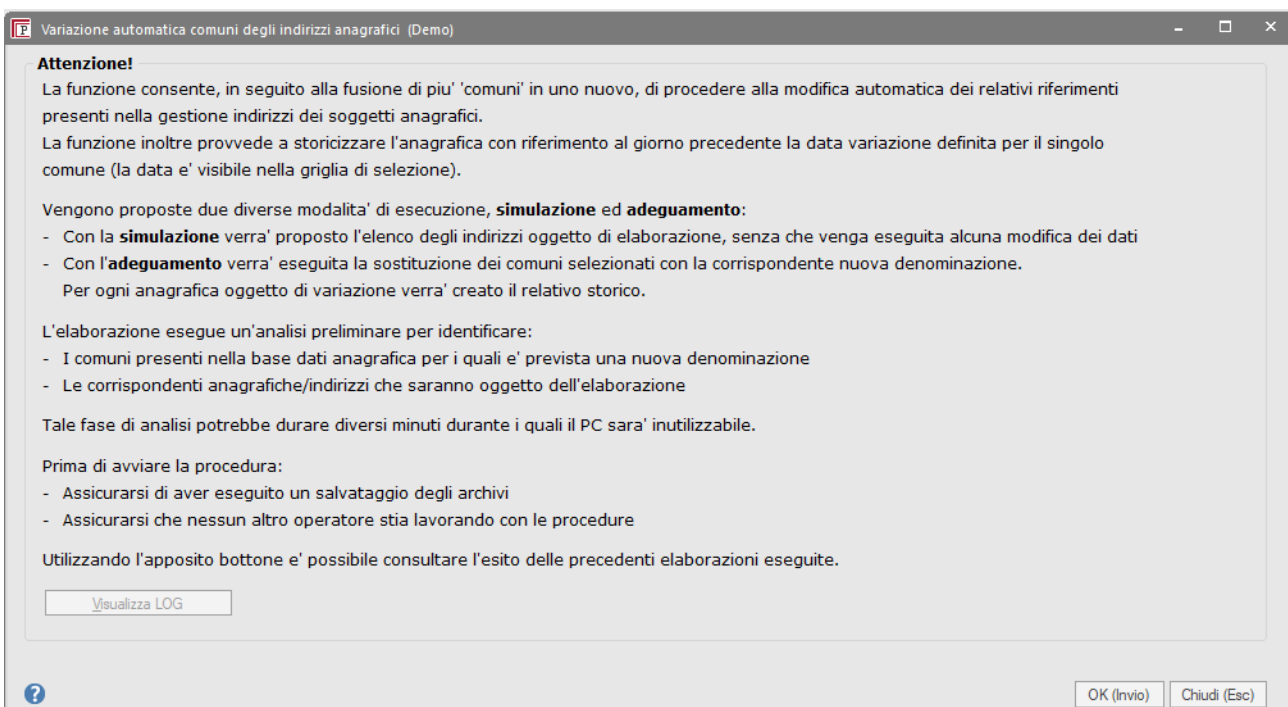 P Variazione automatica comuni degli indirizzi anagrafici (Demo)
Attenzione!
La funzione consente, in seguito alla fusione di piu' 'comuni' in uno nuovo, di procedere alla modifica automatica dei relativi riferimenti
presenti nella gestione indirizzi dei soggetti anagrafici.
La funzione inoltre provvede a storicizzare l'anagrafica con riferimento al giorno precedente la data variazione definita per il singolo
comune (la data e' visibile nella griglia di selezione).
Vengono proposte due diverse modalita' di esecuzione, simulazione ed adeguamento:
- Con la simulazione verra' proposto l'elenco degli indirizzi oggetto di elaborazione, senza che venga eseguita alcuna modifica dei dati
- Con l'adeguamento verra' eseguita la sostituzione dei comuni selezionati con la corrispondente nuova denominazione.
Per ogni anagrafica oggetto di variazione verra' creato il relativo storico.
L'elaborazione esegue un'analisi preliminare per identificare:
- I comuni presenti nella base dati anagrafica per i quali e' prevista una nuova denominazione
- Le corrispondenti anagrafiche/indirizzi che saranno oggetto dell'elaborazione
Tale fase di analisi potrebbe durare diversi minuti durante i quali il PC sara' inutilizzabile.
Prima di avviare la procedura:
- Assicurarsi di aver eseguito un salvataggio degli archivi
- Assicurarsi che nessun altro operatore stia lavorando con le procedure
Utilizzando l'apposito bottone e' possibile consultare l'esito delle precedenti elaborazioni eseguite.
Visualizza LOG
? OK (Invio) Chiudi (Esc)